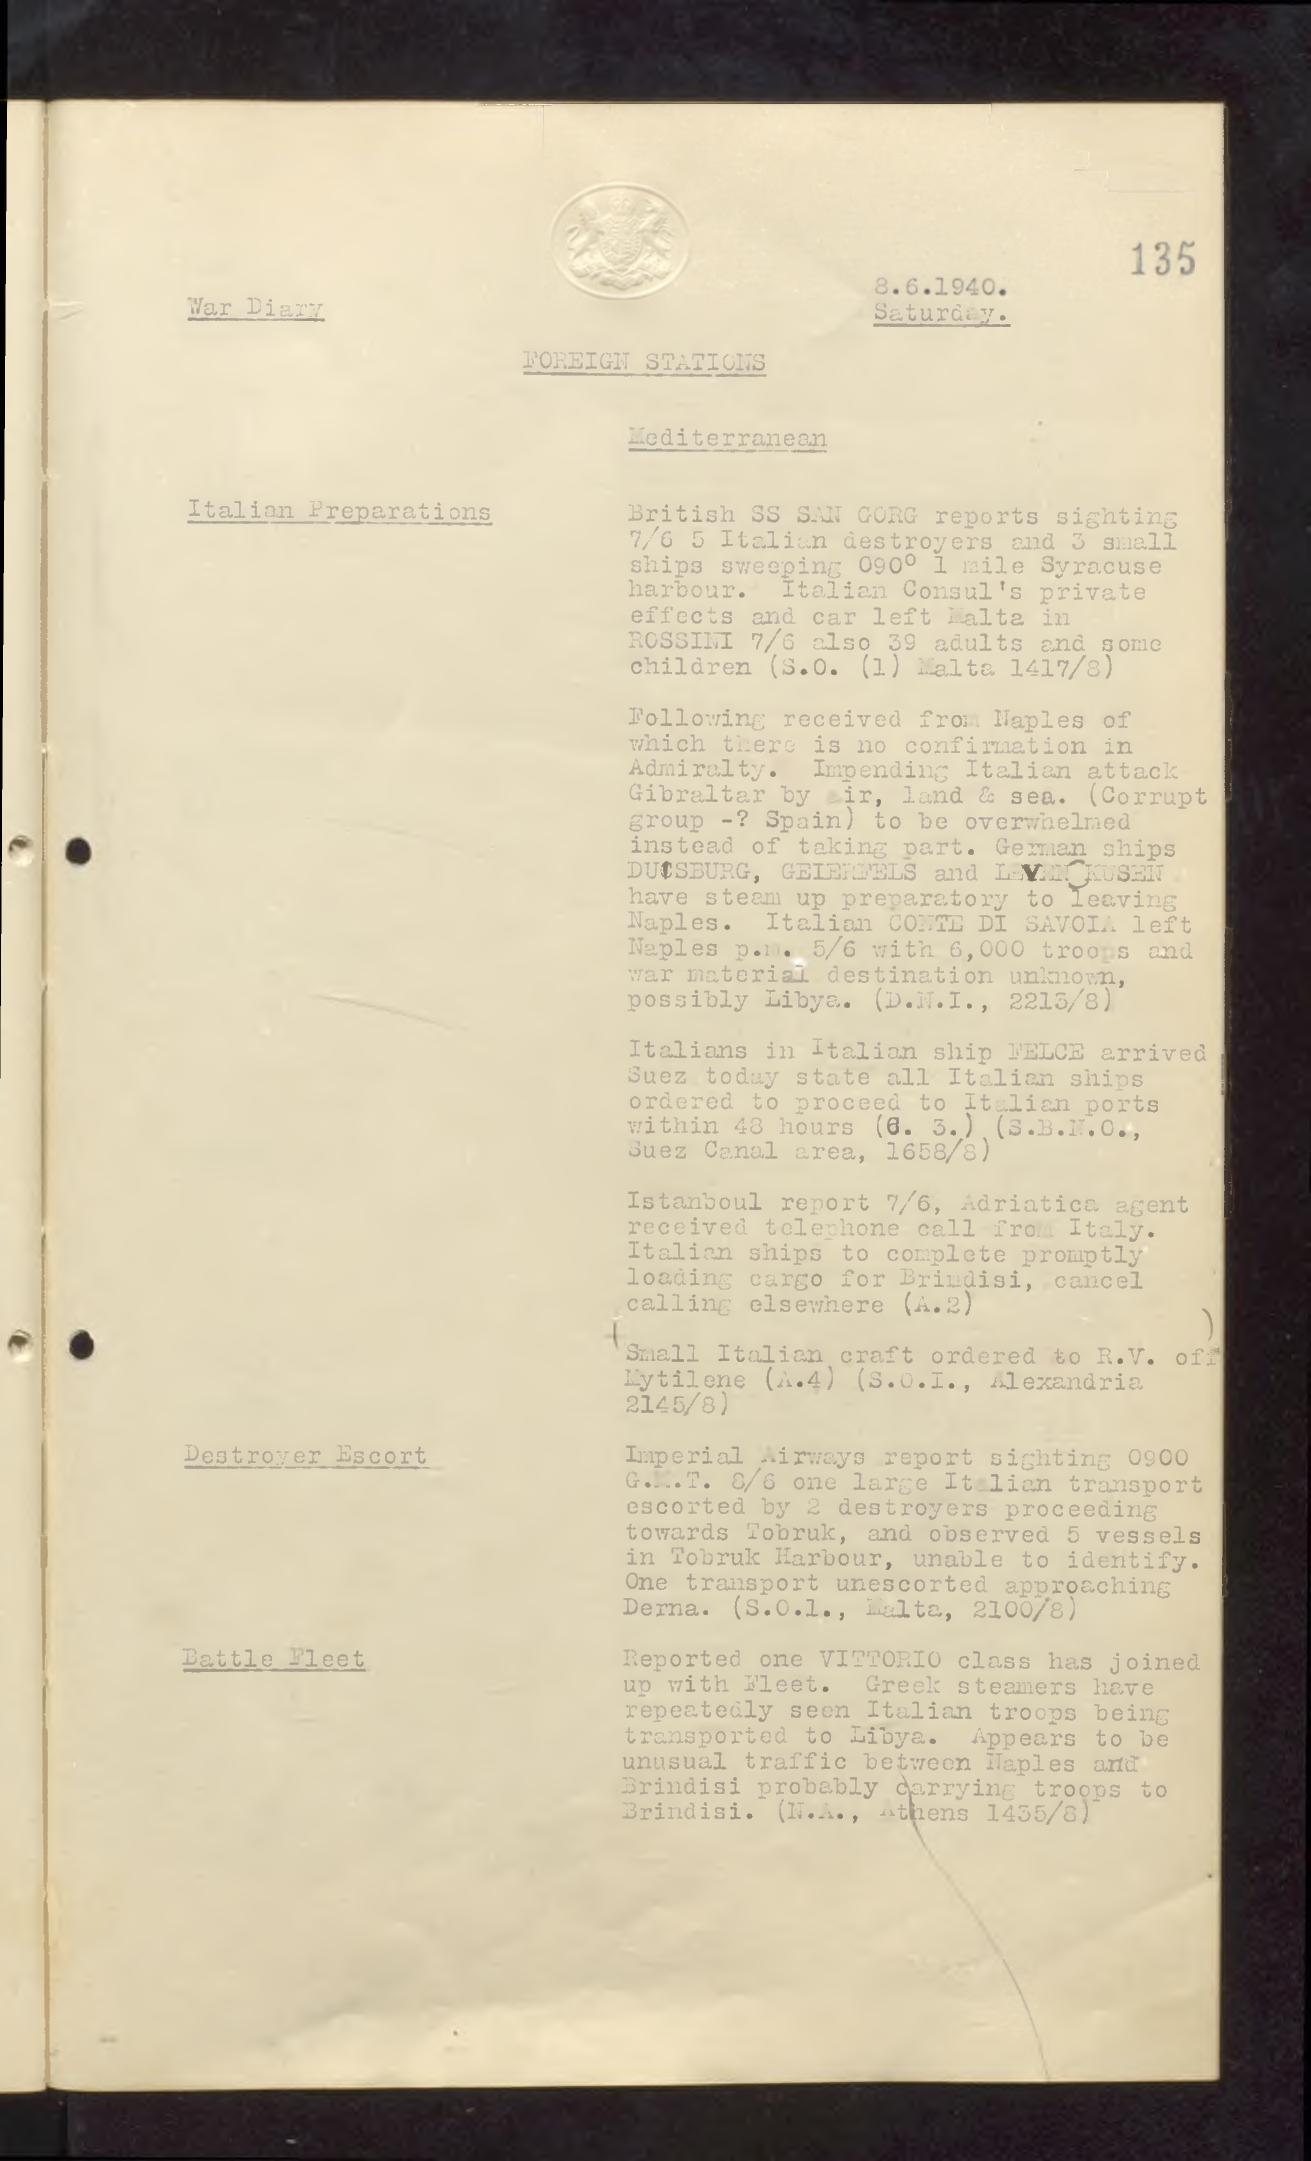 135
8.6.1940.
War Diary
Saturday.
FOREIGN STATIONS
Mediterranean
Italian Preparations
British SS SAN GORG reports sighting
7/6 5 Italian destroyers and 3 small
ships sweeping 090° 1 mile Syracuse
harbour. Italian Consul's private
effects and car left Malta in
ROSSINI 7/6 also 39 adults and some
children (S.O. (1) Malta 1417/8)
Following received from Naples of
which there is no confirmation in
Admiralty. Impending Italian attack
Gibraltar by air, land & sea. (Corrupt
group -? Spain) to be overwhelmed
instead of taking part. German ships
DUISBURG, GEIERFELS and LEVENKUSEN
have steam up preparatory to leaving
Naples. Italian CONTE DI SAVOIA left
Naples p.m. 5/6 with 6,000 troops and
war material destination unknown,
possibly Libya. (D.N.I., 2213/8)
Italians in Italian ship FELCE arrived
Suez today state all Italian ships
ordered to proceed to Italian ports
within 48 hours (6. 3.) (S.B.N.O.,
Suez Canal area, 1658/8)
Istanboul report 7/6, Adriatica agent
received telephone call from Italy.
Italian ships to complete promptly
loading cargo for Brindisi, cancel
calling elsewhere (A.2)
(Small Italian craft ordered to R.V. off)
Mytilene (A.4) (S.O.I., Alexandria
2145/8)
Destroyer Escort
Imperial Airways report sighting 0900
G.M.T. 8/6 one large Italian transport
escorted by 2 destroyers proceeding
towards Tobruk, and observed 5 vessels
in Tobruk Harbour, unable to identify.
One transport unescorted approaching
Derna. (S.O.1., Malta, 2100/8)
Battle Fleet
Reported one VITTORIO class has joined
up with Fleet. Greek steamers have
repeatedly seen Italian troops being
transported to Libya. Appears to be
unusual traffic between Naples and
Brindisi probably carrying troops to
Brindisi. (N.A., Athens 1435/8)